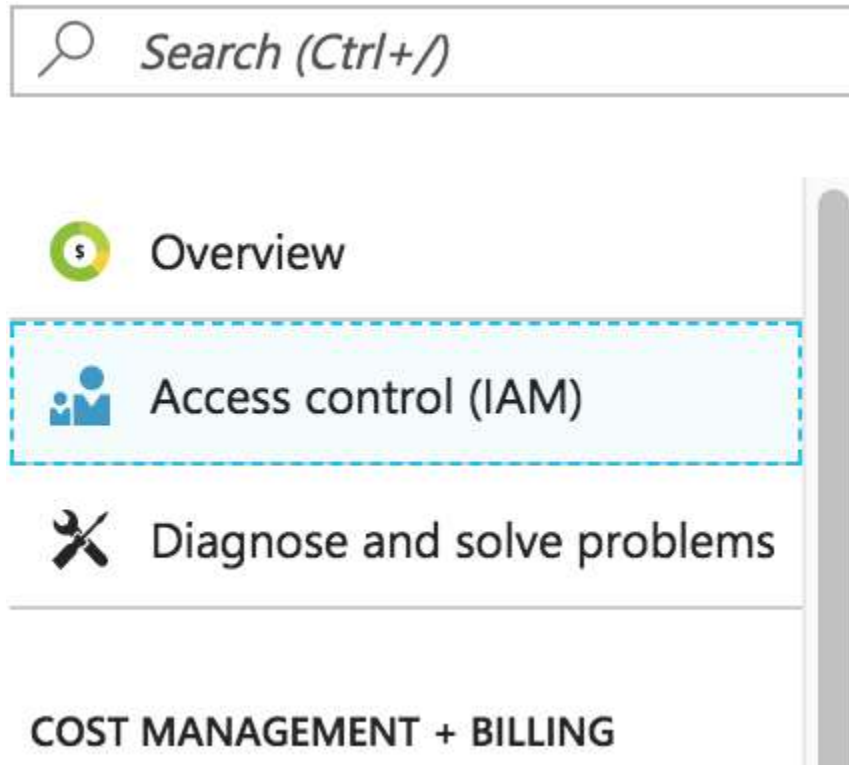 Search (Ctrl+/)
$
Overview
Access control (IAM)
Diagnose and solve problems
COST MANAGEMENT + BILLING